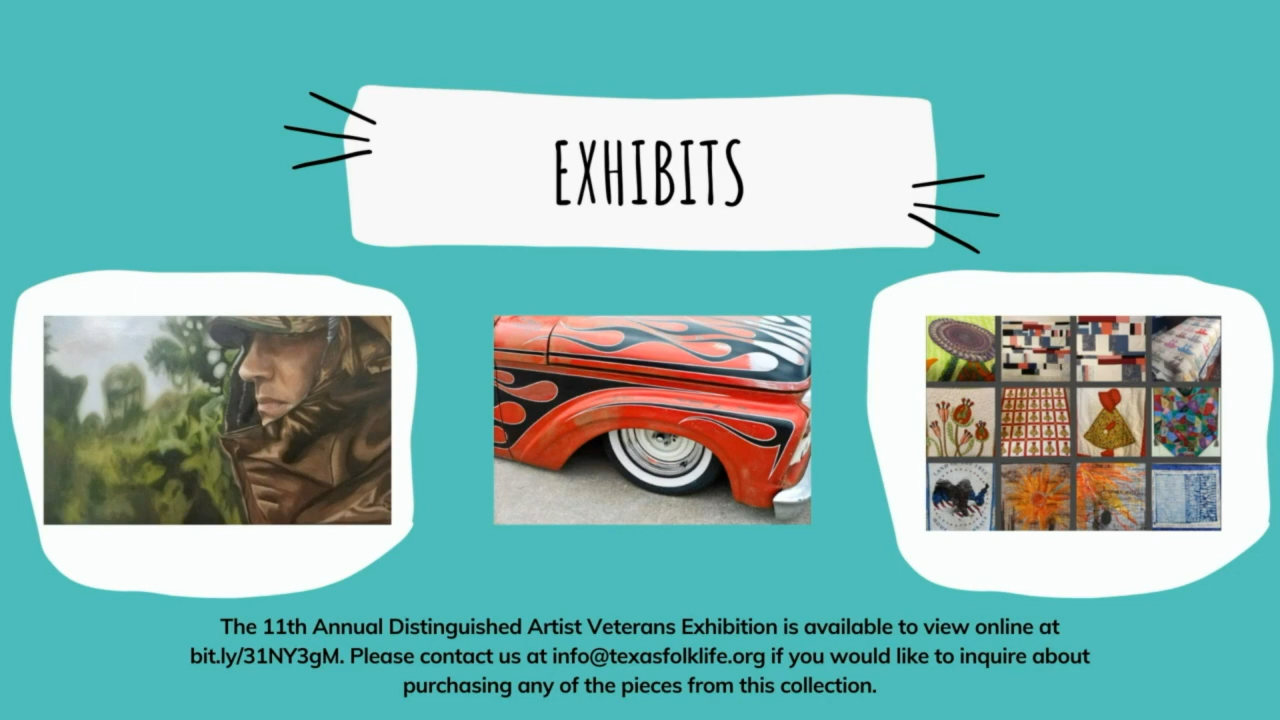 EXHIBITS
The 11th Annual Distinguished Artist Veterans Exhibition is available to view online at
bit.ly/31NY3gM. Please contact us at info@texasfolklife.org if you would like to inquire about
purchasing any of the pieces from this collection.